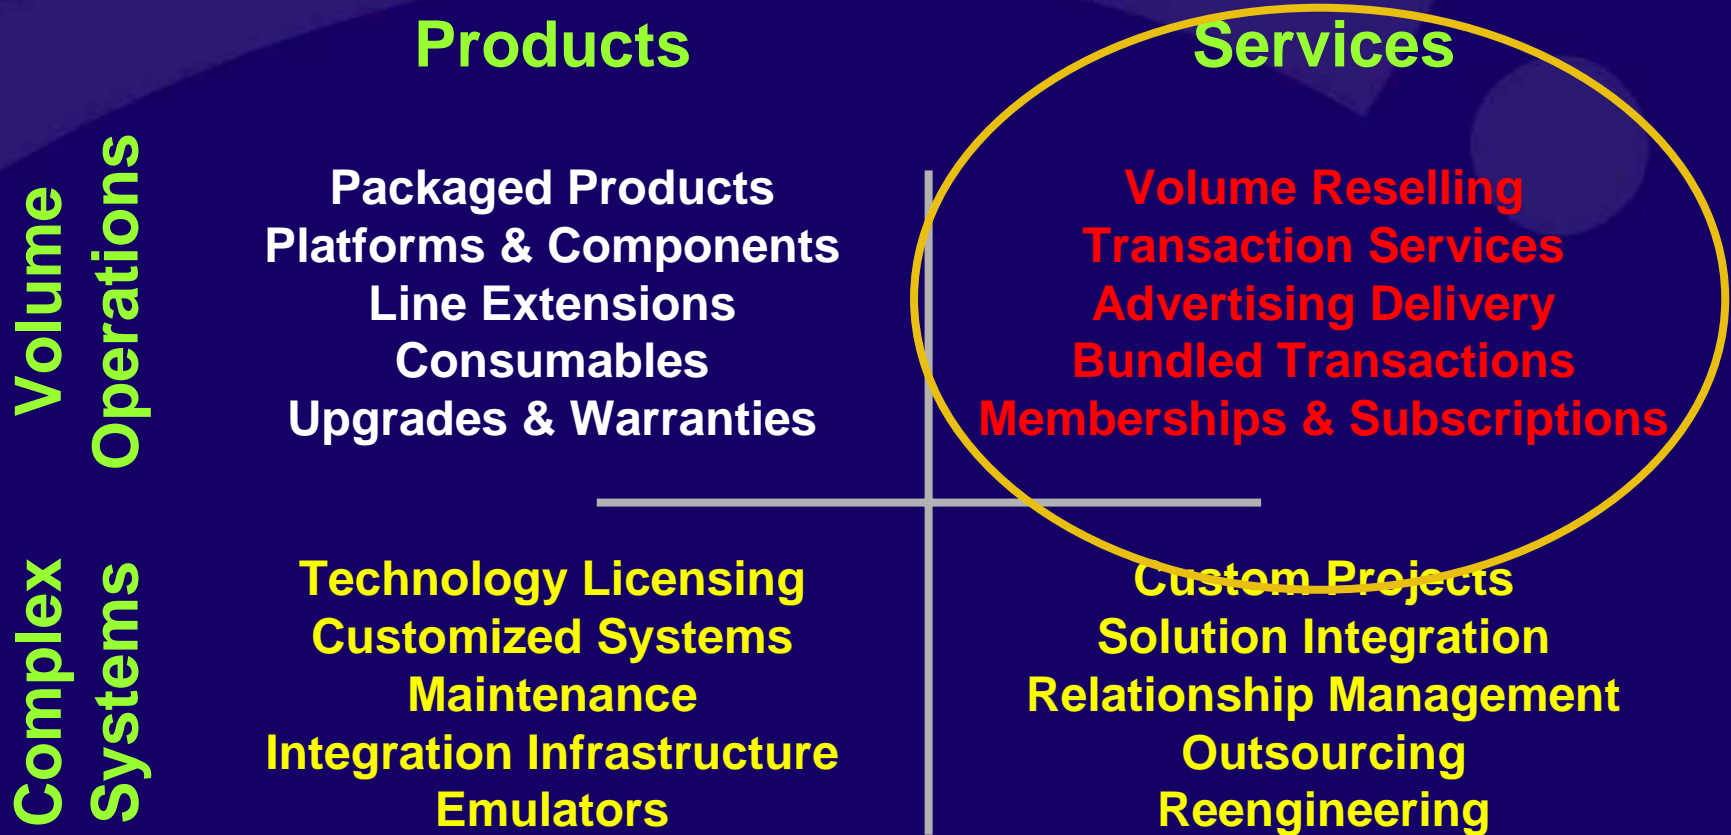 Products
Services
Volume
Operations
Packaged Products
Platforms & Components
Line Extensions
Consumables
Upgrades & Warranties
Volume Reselling
Transaction Services
Advertising Delivery
Bundled Transactions
Memberships & Subscriptions
Complex
Systems
Technology Licensing
Customized Systems
Maintenance
Integration Infrastructure
Emulators
Custom Projects
Solution Integration
Relationship Management
Outsourcing
Reengineering